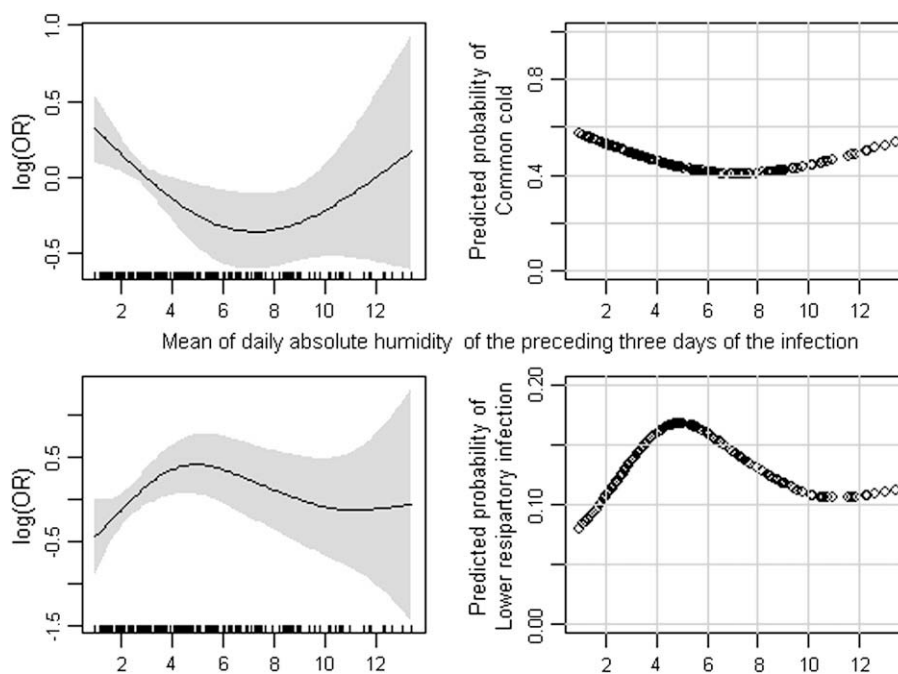 log(OR)
1.0
0.5
0.0
-0.5
2 4 6 8 10 12
Predicted probability of
Common cold
0.8
0.4
0.0
2 4 6 8 10 12
Mean of daily absolute humidity of the preceding three days of the infection
log(OR)
0.5
-0.5
-1.5
2 4 6 8 10 12
Predicted probability of
Lower resipartory infection
0.20
0.10
0.00
2 4 6 8 10 12